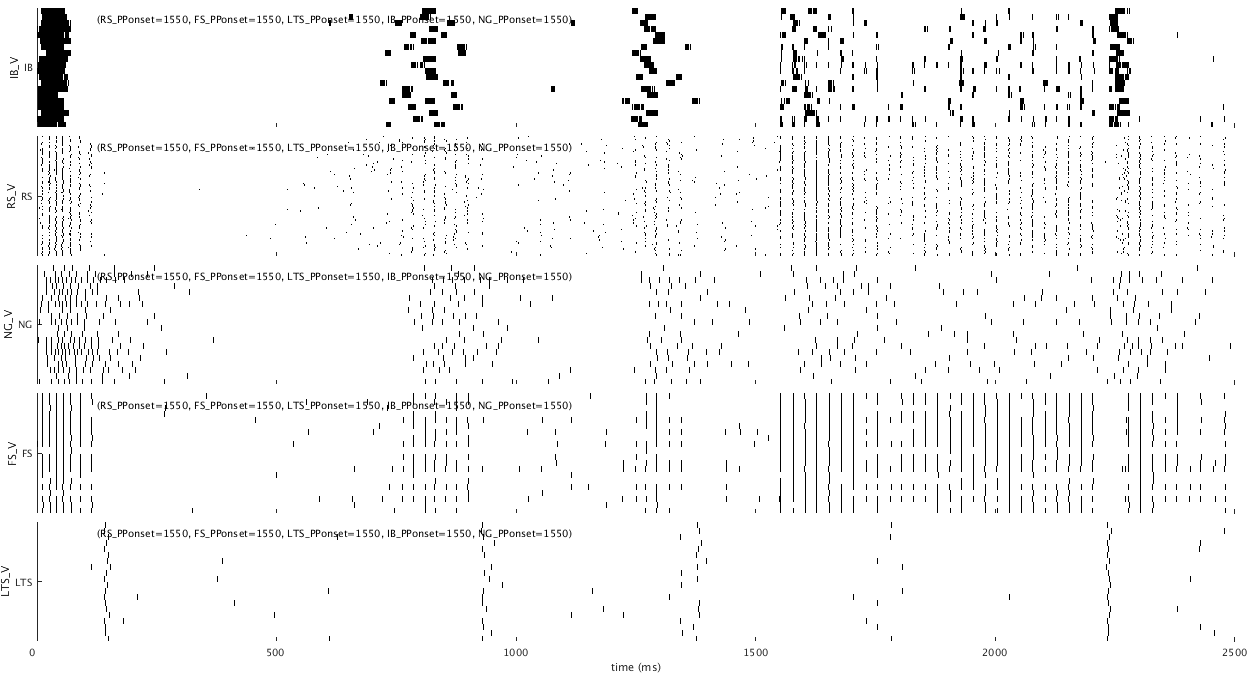 (RS_PPonset=1550, FS_PPonset=1550, LTS_PPonset=1550, IB_PPonset=1550, NG_PPonset=1550)
IB_V
IB
(RS_PPonset=1550, FS_PPonset=1550, LTS_PPonset=1550, IB_PPonset=1550, NG_PPonset=1550)
RS_V
RS
(RS_PPonset=1550, FS_PPonset=1550, LTS_PPonset=1550, IB_PPonset=1550, NG_PPonset=1550)
NG_V
NG
(RS_PPonset=1550, FS_PPonset=1550, LTS_PPonset=1550, IB_PPonset=1550, NG_PPonset=1550)
FS_V
FS
(RS_PPonset=1550, FS_PPonset=1550, LTS_PPonset=1550, IB_PPonset=1550, NG_PPonset=1550)
LTS_V
LTS
0 500 1000 1500 2000 2500
time (ms)